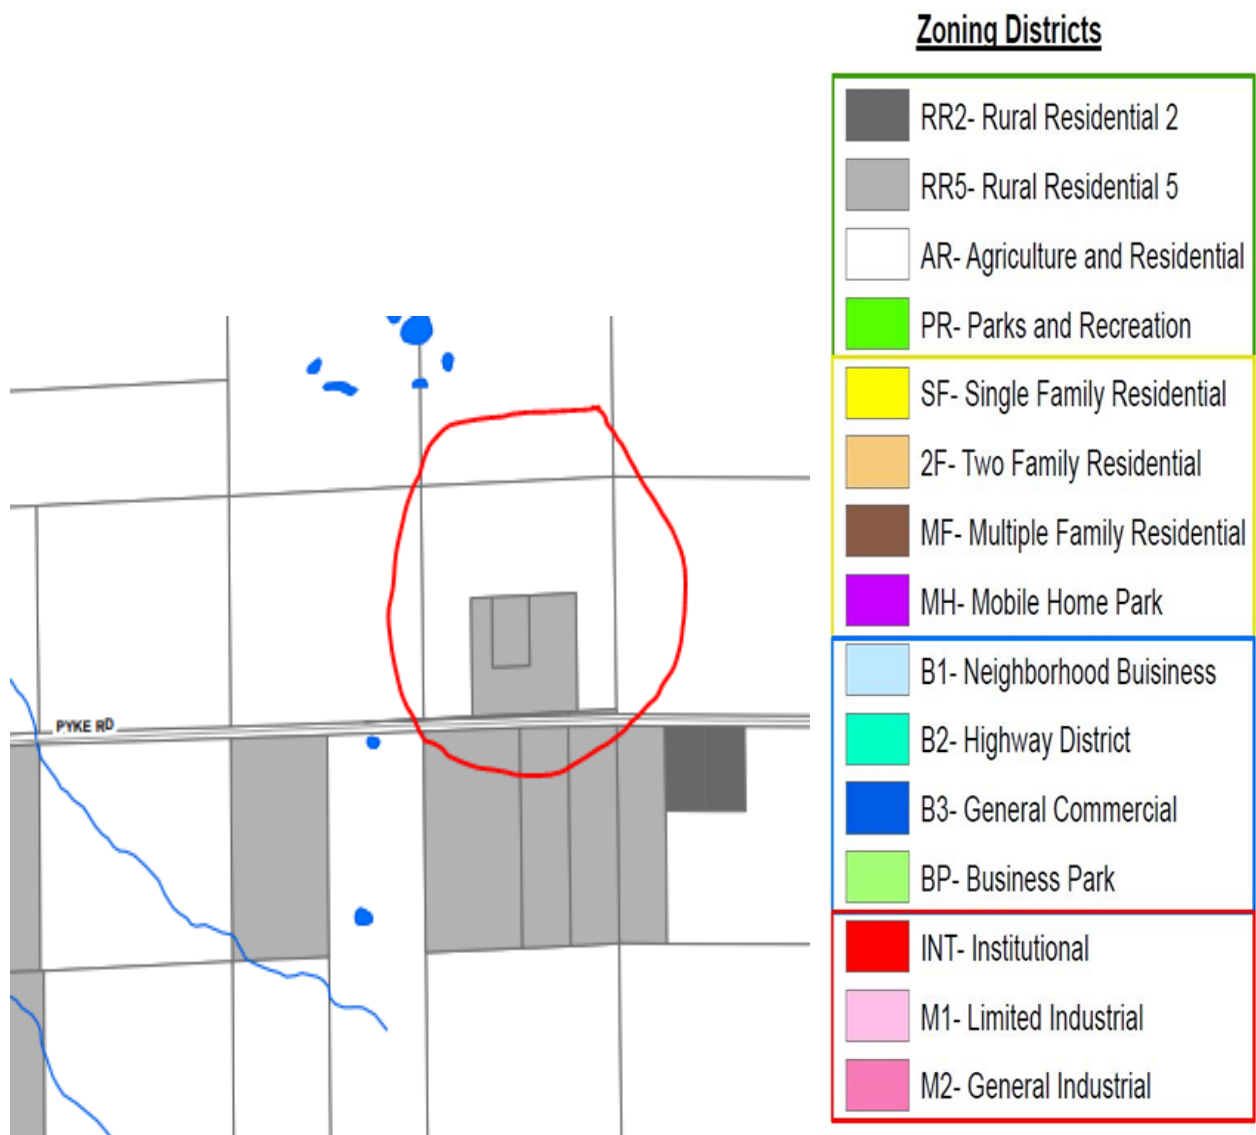 Zoning Districts
RR2- Rural Residential 2
RR5- Rural Residential 5
AR- Agriculture and Residential
PR- Parks and Recreation
SF- Single Family Residential
2F- Two Family Residential
MF- Multiple Family Residential
MH- Mobile Home Park
B1- Neighborhood Buisiness
B2- Highway District
B3- General Commercial
BP- Business Park
INT- Institutional
M1- Limited Industrial
M2- General Industrial
PYKE RD